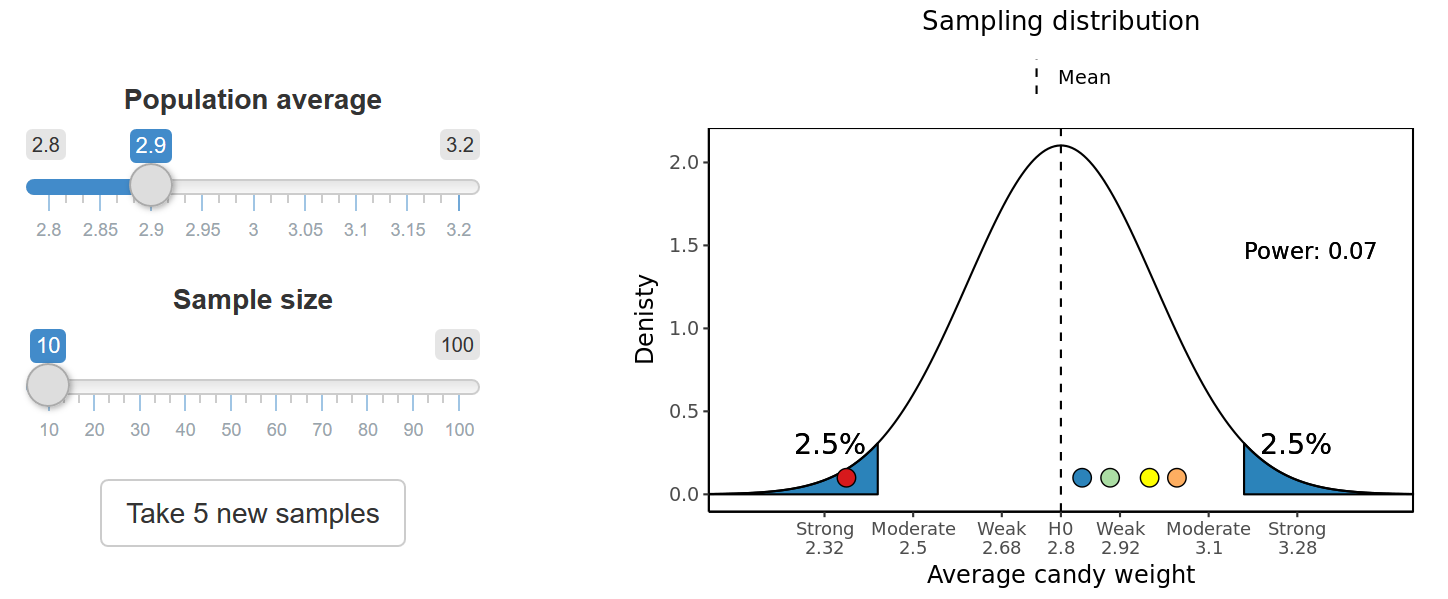 Population average
2.8 2.9 3.2
2.8 2.85 2.9 2.95 3 3.05 3.1 3.15 3.2
Sample size
10 100
10 20 30 40 50 60 70 80 90 100
Take 5 new samples
Sampling distribution
Mean
2.0
1.5
1.0
0.5
0.0
Denisty
Power: 0.07
2.5% 2.5%
Strong Moderate Weak H0 Weak Moderate Strong
2.32 2.5 2.68 2.8 2.92 3.1 3.28
Average candy weight